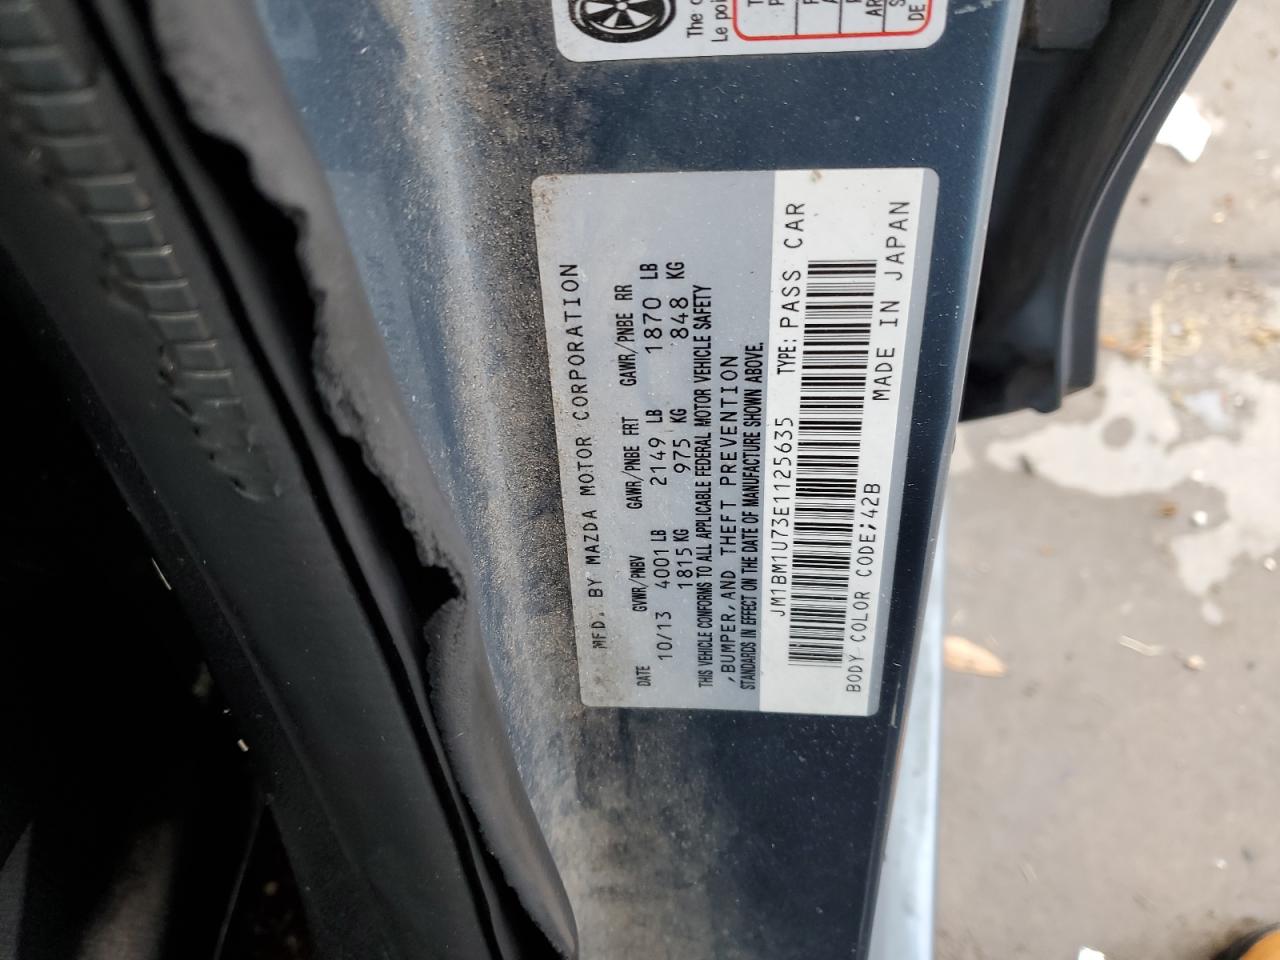 MFD. BY MAZDA MOTOR CORPORATION
DATE GVWR/PNBV GAWR/PNBE FRT GAWR/PNBE RR
10/13 4001 LB 2149 LB 1870 LB
1815 KG 975 KG 848 KG
THIS VEHICLE CONFORMS TO ALL APPLICABLE FEDERAL MOTOR VEHICLE SAFETY
, BUMPER, AND THEFT PREVENTION
STANDARDS IN EFFECT ON THE DATE OF MANUFACTURE SHOWN ABOVE.
JM1BM1U73E1125635 TYPE: PASS CAR
BODY COLOR CODE: 42B MADE IN JAPAN
The
Le
DE